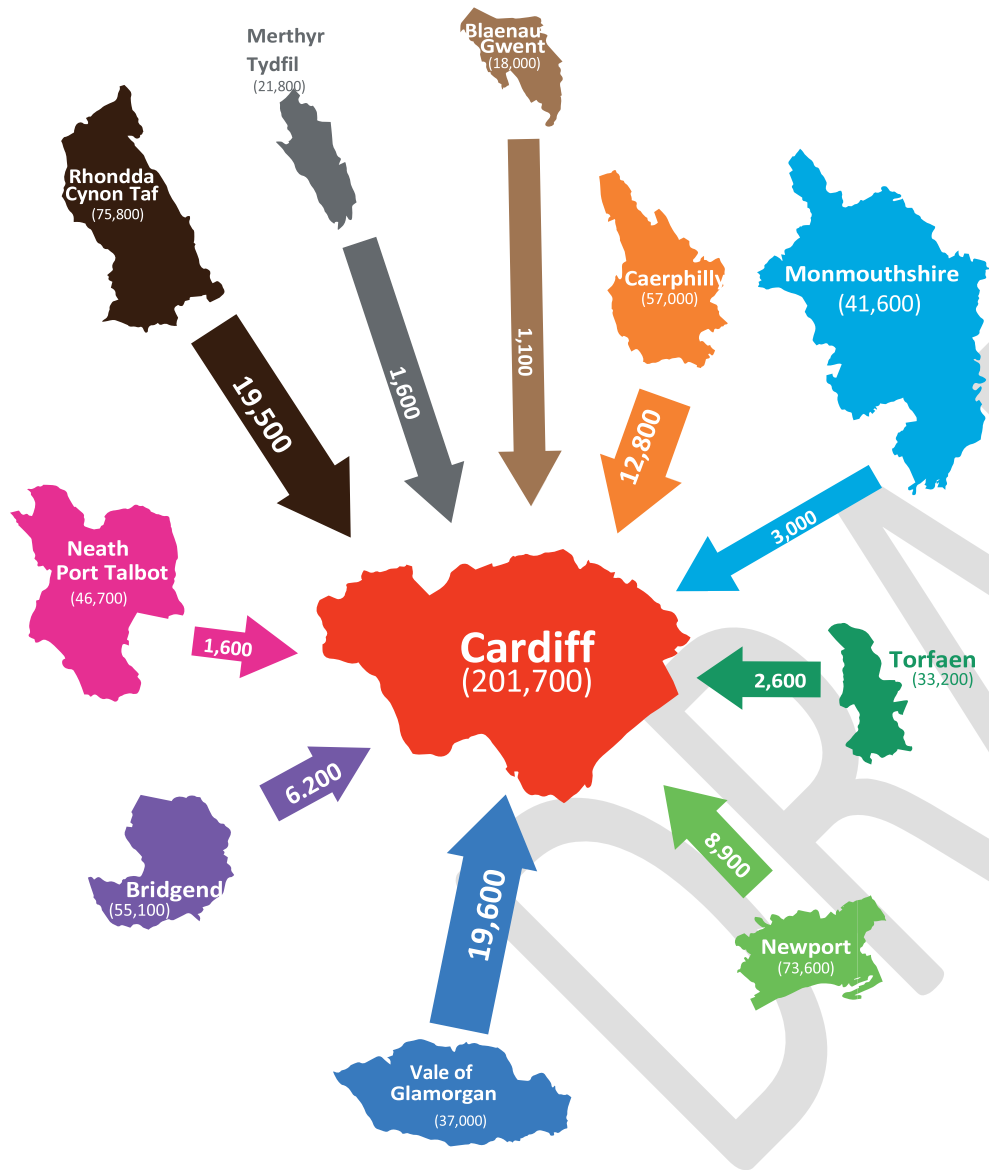 Merthyr
Tydfil
(21,800)
Blaenau
Gwent
(18,000)
Rhondda
Cynon Taf
(75,800)
Caerphilly
(57,000)
Monmouthshire
(41,600)
19,500
1,600
1,100
12,800
3,000
Neath
Port Talbot
(46,700)
1,600
Cardiff
(201,700)
2,600
Torfaen
(33,200)
6.200
8,900
Bridgend
(55,100)
19,600
Newport
(73,600)
Vale of
Glamorgan
(37,000)